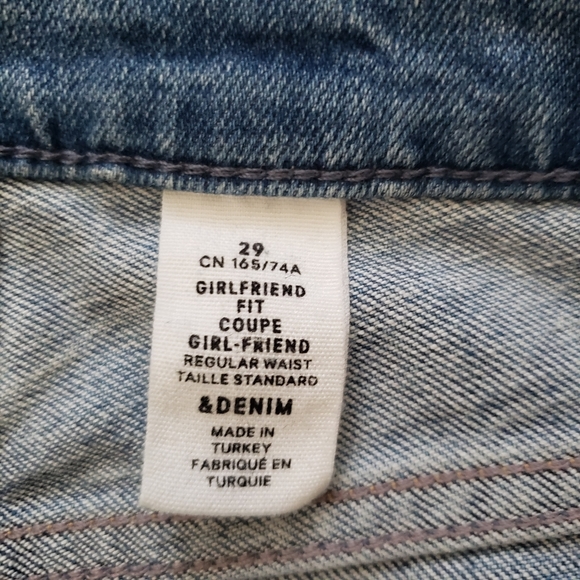 29
CN 165/74A
GIRLFRIEND
FIT
COUPE
GIRL-FRIEND
REGULAR WAIST
TAILLE STANDARD
&DENIM
MADE IN
TURKEY
FABRIQUÉ EN
TURQUIE